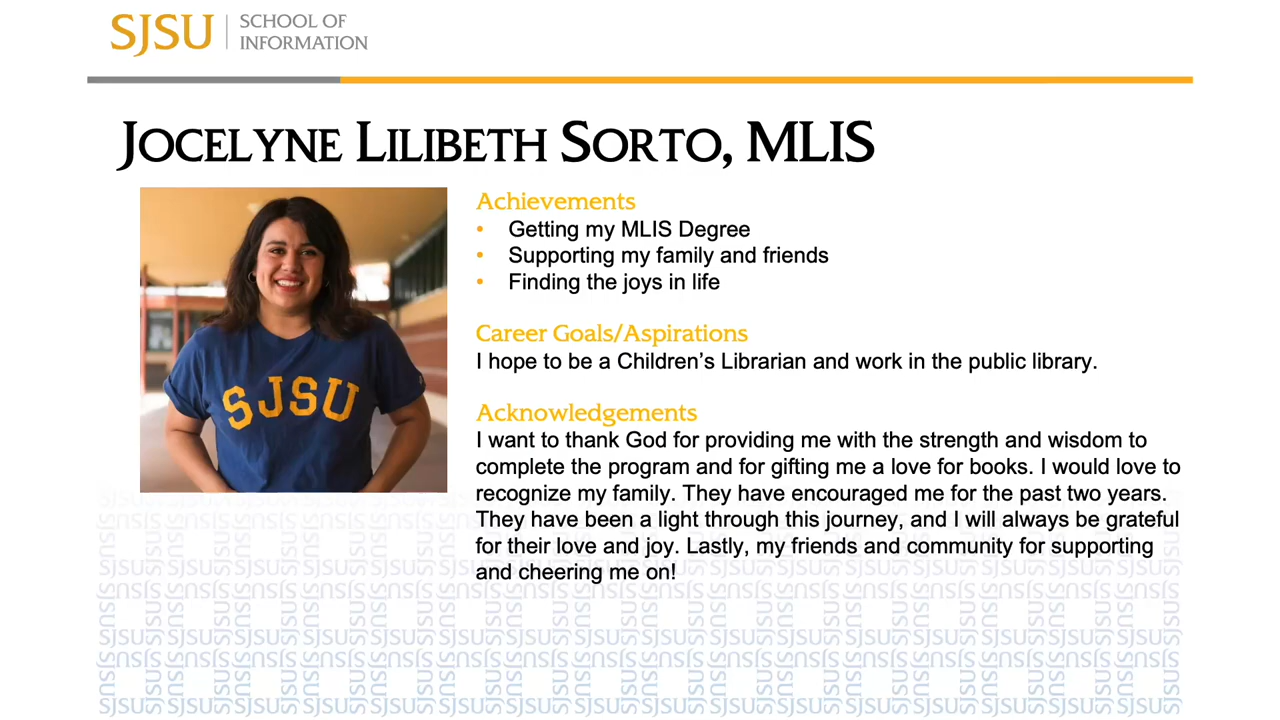 SJSU SCHOOL OF
INFORMATION
JOCELYNE LILIBETH SORTO, MLIS
SJSU
Achievements
• Getting my MLIS Degree
• Supporting my family and friends
• Finding the joys in life
Career Goals/Aspirations
I hope to be a Children’s Librarian and work in the public library.
Acknowledgements
I want to thank God for providing me with the strength and wisdom to
complete the program and for gifting me a love for books. I would love to
recognize my family. They have encouraged me for the past two years.
They have been a light through this journey, and I will always be grateful
for their love and joy. Lastly, my friends and community for supporting
and cheering me on!